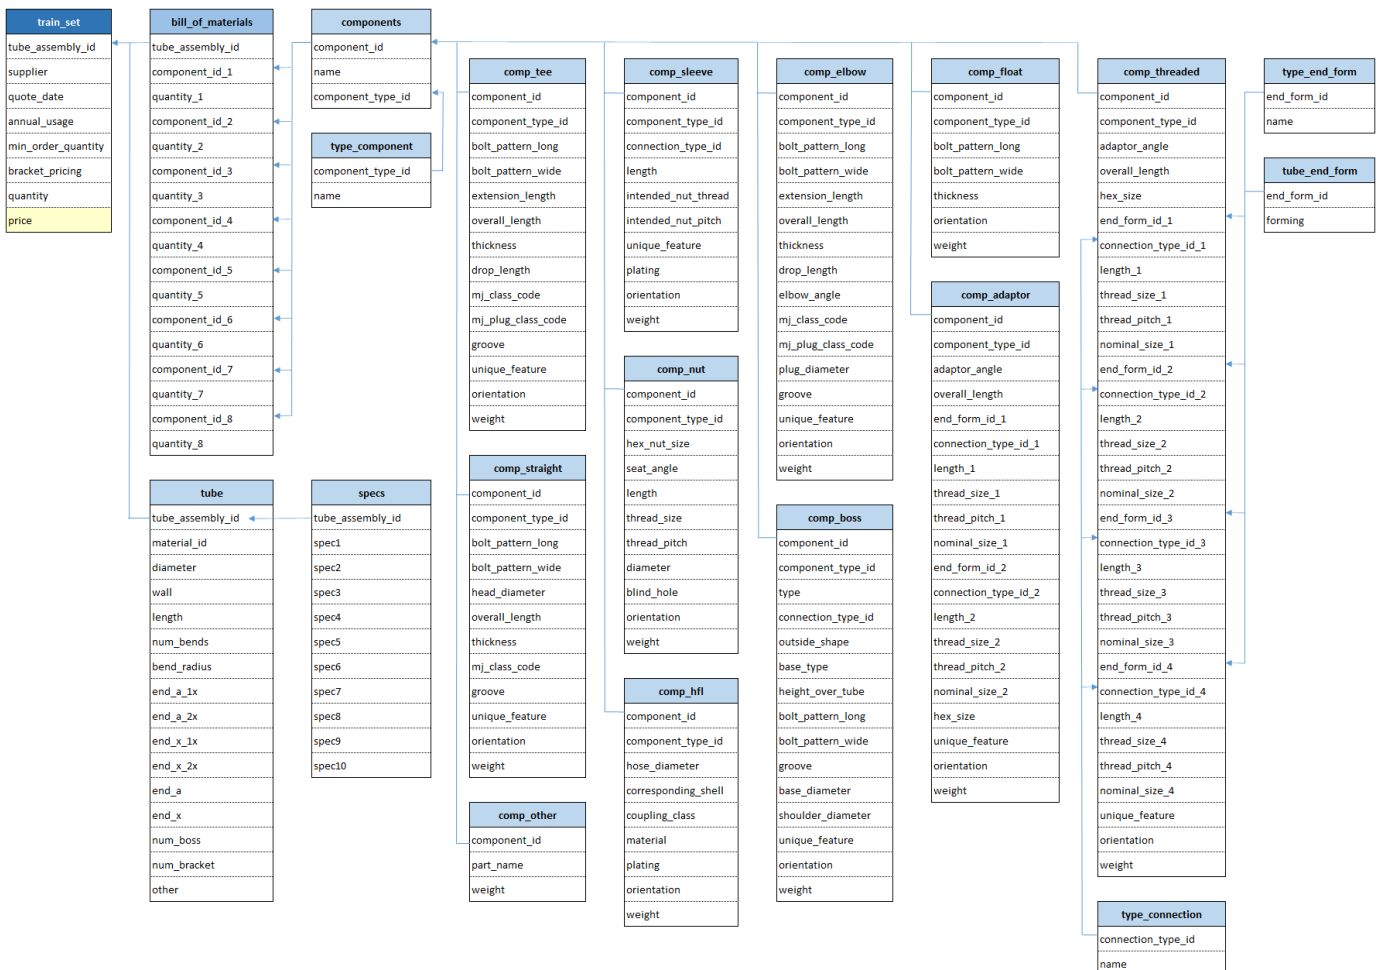 train_set
tube_assembly_id
supplier
quote_date
annual_usage
min_order_quantity
bracket_pricing
quantity
price
bill_of_materials
tube_assembly_id
component_id_1
quantity_1
component_id_2
quantity_2
component_id_3
quantity_3
component_id_4
quantity_4
component_id_5
quantity_5
component_id_6
quantity_6
component_id_7
quantity_7
component_id_8
quantity_8
tube
tube_assembly_id
material_id
diameter
wall
length
num_bends
bend_radius
end_a_1x
end_a_2x
end_x_1x
end_x_2x
end_a
end_x
num_boss
num_bracket
other
components
component_id
name
component_type_id
type_component
component_type_id
name
specs
tube_assembly_id
spec1
spec2
spec3
spec4
spec5
spec6
spec7
spec8
spec9
spec10
comp_tee
component_id
component_type_id
bolt_pattern_long
bolt_pattern_wide
extension_length
overall_length
thickness
drop_length
mj_class_code
mj_plug_class_code
groove
unique_feature
orientation
weight
comp_straight
component_id
component_type_id
bolt_pattern_long
bolt_pattern_wide
head_diameter
overall_length
thickness
mj_class_code
groove
unique_feature
orientation
weight
comp_other
component_id
part_name
weight
comp_sleeve
component_id
component_type_id
connection_type_id
length
intended_nut_thread
intended_nut_pitch
unique_feature
plating
orientation
weight
comp_nut
component_id
component_type_id
hex_nut_size
seat_angle
length
thread_size
thread_pitch
diameter
blind_hole
orientation
weight
comp_hfl
component_id
component_type_id
hose_diameter
corresponding_shell
coupling_class
material
plating
orientation
weight
comp_elbow
component_id
component_type_id
bolt_pattern_long
bolt_pattern_wide
extension_length
overall_length
thickness
drop_length
elbow_angle
mj_class_code
mj_plug_class_code
plug_diameter
groove
unique_feature
orientation
weight
comp_boss
component_id
component_type_id
type
connection_type_id
outside_shape
base_type
height_over_tube
bolt_pattern_long
bolt_pattern_wide
groove
base_diameter
shoulder_diameter
unique_feature
orientation
weight
comp_float
component_id
component_type_id
bolt_pattern_long
bolt_pattern_wide
thickness
orientation
weight
comp_adaptor
component_id
component_type_id
adaptor_angle
overall_length
end_form_id_1
connection_type_id_1
length_1
thread_size_1
thread_pitch_1
nominal_size_1
end_form_id_2
connection_type_id_2
length_2
thread_size_2
thread_pitch_2
nominal_size_2
hex_size
unique_feature
orientation
weight
comp_threaded
component_id
component_type_id
adaptor_angle
overall_length
hex_size
end_form_id_1
connection_type_id_1
length_1
thread_size_1
thread_pitch_1
nominal_size_1
end_form_id_2
connection_type_id_2
length_2
thread_size_2
thread_pitch_2
nominal_size_2
end_form_id_3
connection_type_id_3
length_3
thread_size_3
thread_pitch_3
nominal_size_3
end_form_id_4
connection_type_id_4
length_4
thread_size_4
thread_pitch_4
nominal_size_4
unique_feature
orientation
weight
type_connection
connection_type_id
name
type_end_form
end_form_id
name
tube_end_form
end_form_id
forming